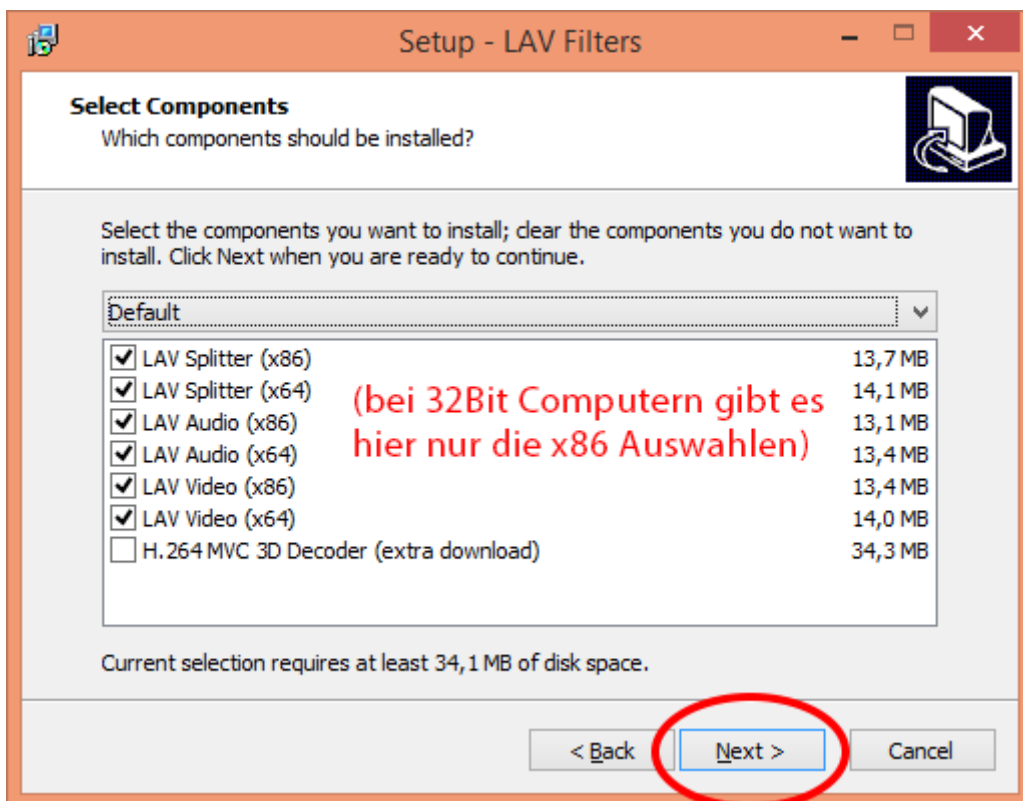 Setup - LAV Filters
Select Components
Which components should be installed?
Select the components you want to install; clear the components you do not want to
install. Click Next when you are ready to continue.
Default
LAV Splitter (x86) 13,7 MB
LAV Splitter (x64) 14,1 MB
LAV Audio (x86) 13,1 MB
LAV Audio (x64) 13,4 MB
LAV Video (x86) 13,4 MB
LAV Video (x64) 14,0 MB
H.264 MVC 3D Decoder (extra download) 34,3 MB
(bei 32Bit Computern gibt es
hier nur die x86 Auswahlen)
Current selection requires at least 34,1 MB of disk space.
< Back Next > Cancel